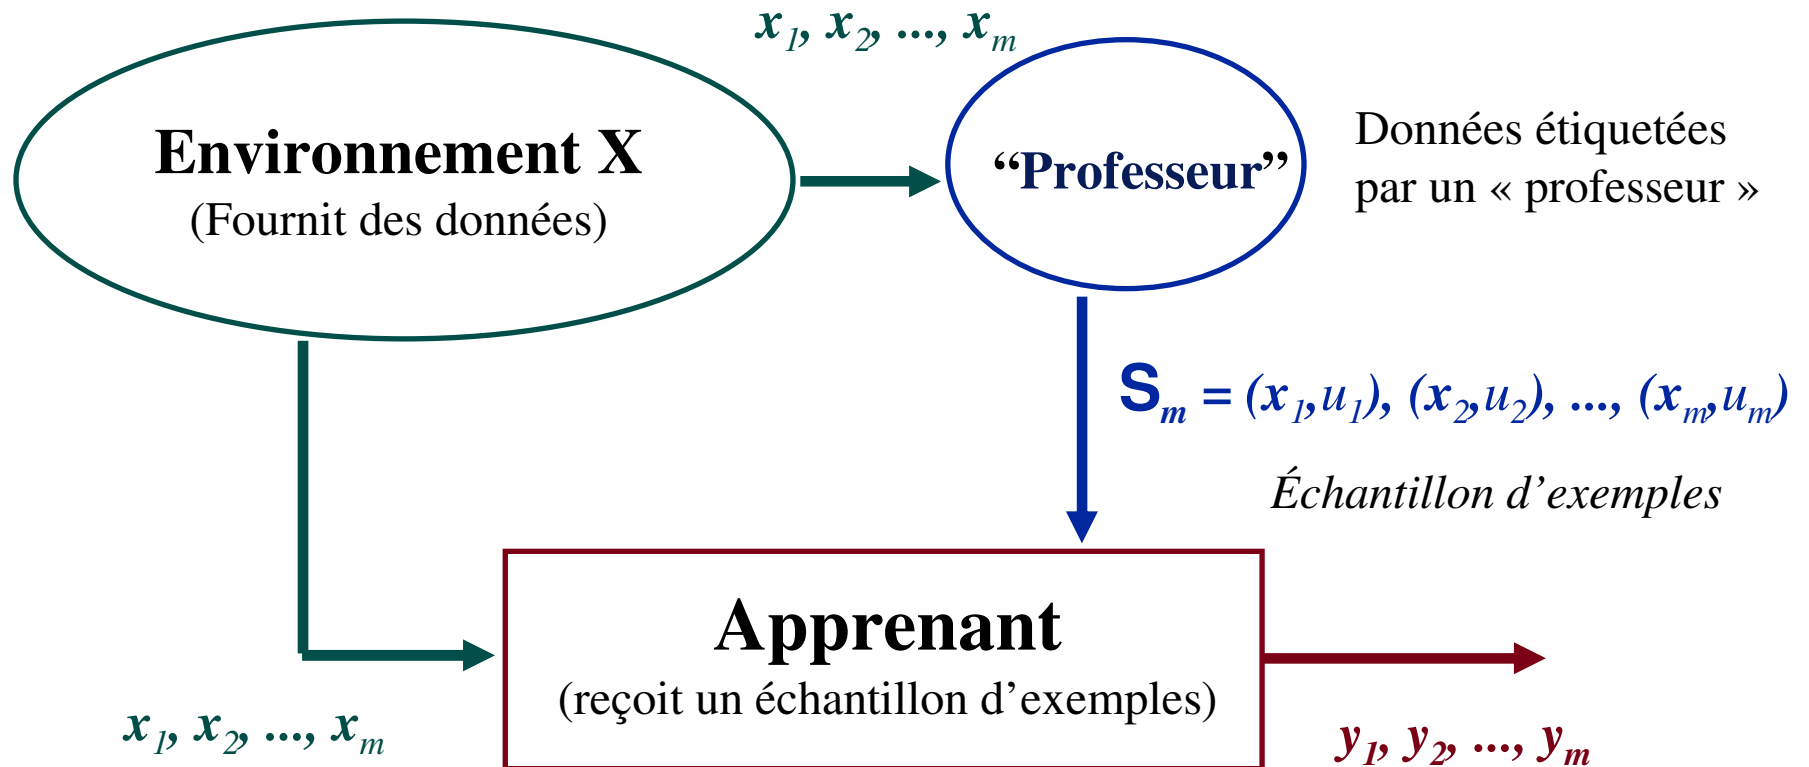 x1, x2, ..., xm
Environnement X
(Fournit des données)
“Professeur”
Données étiquetées
par un « professeur »
Sm = (x1,u1), (x2,u2), ..., (xm,um)
Échantillon d’exemples
Apprenant
(reçoit un échantillon d’exemples)
x1, x2, ..., xm
y1, y2, ..., ym